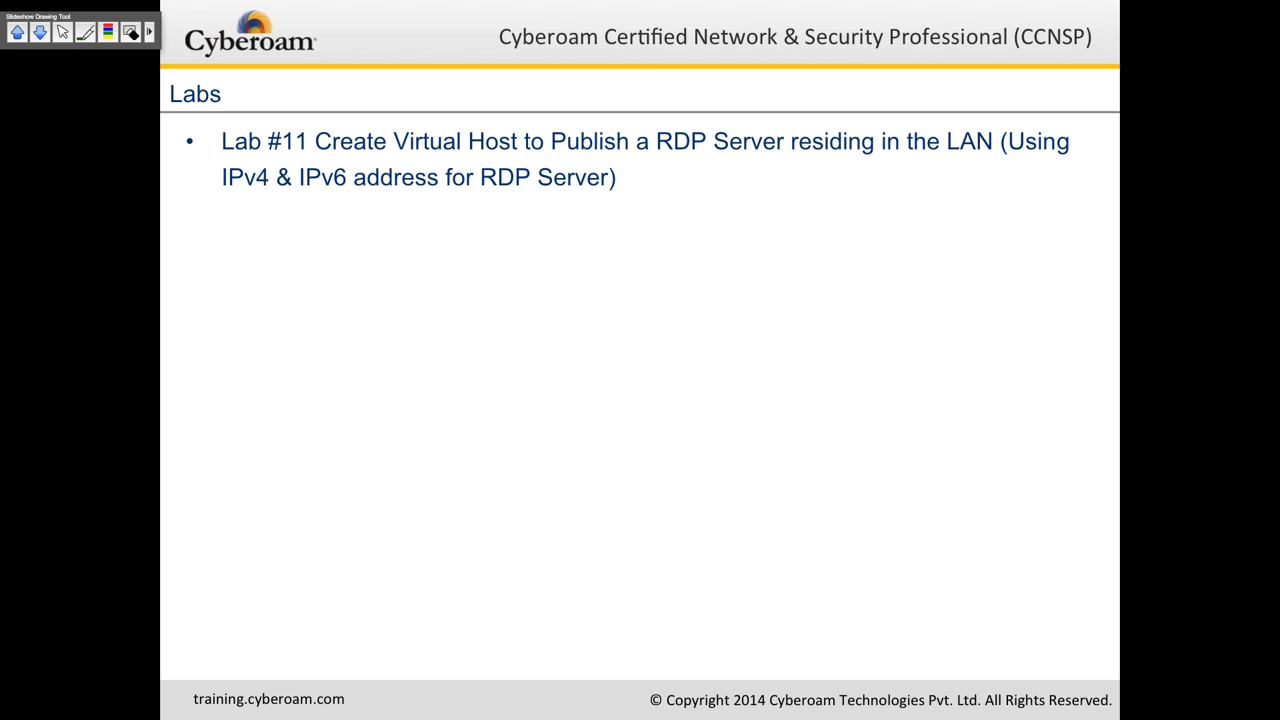 Slideshow Drawing Tool
Cyberoam
Cyberoam Certified Network & Security Professional (CCNSP)
Labs
• Lab #11 Create Virtual Host to Publish a RDP Server residing in the LAN (Using
IPv4 & IPv6 address for RDP Server)
training.cyberoam.com
© Copyright 2014 Cyberoam Technologies Pvt. Ltd. All Rights Reserved.